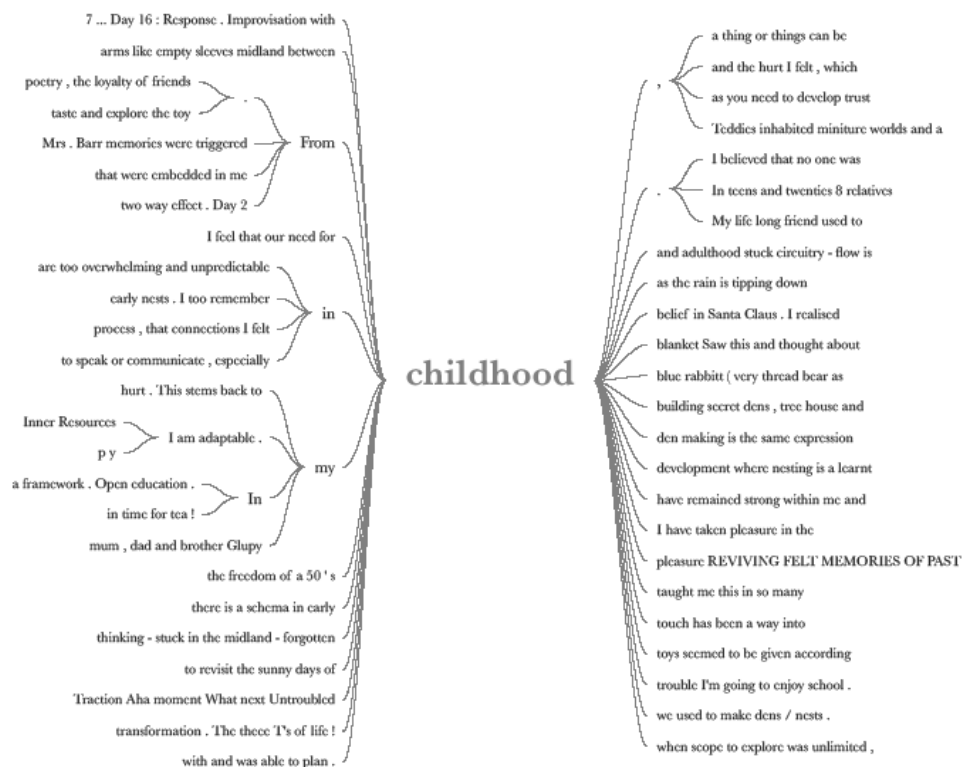 7 ... Day 16 : Response . Improvisation with
arms like empty sleeves midland between
poetry , the loyalty of friends
taste and explore the toy
.
Mrs . Barr memories were triggered
that were embedded in me
two way effect . Day 2
From
I feel that our need for
are too overwhelming and unpredictable
early nests . I too remember
process , that connections I felt
to speak or communicate , especially
in
hurt . This stems back to
Inner Resources
p y
I am adaptable .
a framework . Open education .
in time for tea !
In
mum , dad and brother Glupy
my
the freedom of a 50 ' s
there is a schema in early
thinking - stuck in the midland - forgotten
to revisit the sunny days of
Traction Aha moment What next Untroubled
transformation . The theee T's of life !
with and was able to plan .
childhood
,
a thing or things can be
and the hurt I felt , which
as you need to develop trust
Teddies inhabited miniture worlds and a
.
I believed that no one was
In teens and twenties 8 relatives
My life long friend used to
and adulthood stuck circuitry - flow is
as the rain is tipping down
belief in Santa Claus . I realised
blanket Saw this and thought about
blue rabbitt ( very thread bear as
building secret dens , tree house and
den making is the same expression
development where nesting is a learnt
have remained strong within me and
I have taken pleasure in the
pleasure REVIVING FELT MEMORIES OF PAST
taught me this in so many
touch has been a way into
toys seemed to be given according
trouble I'm going to enjoy school .
we used to make dens / nests .
when scope to explore was unlimited ,